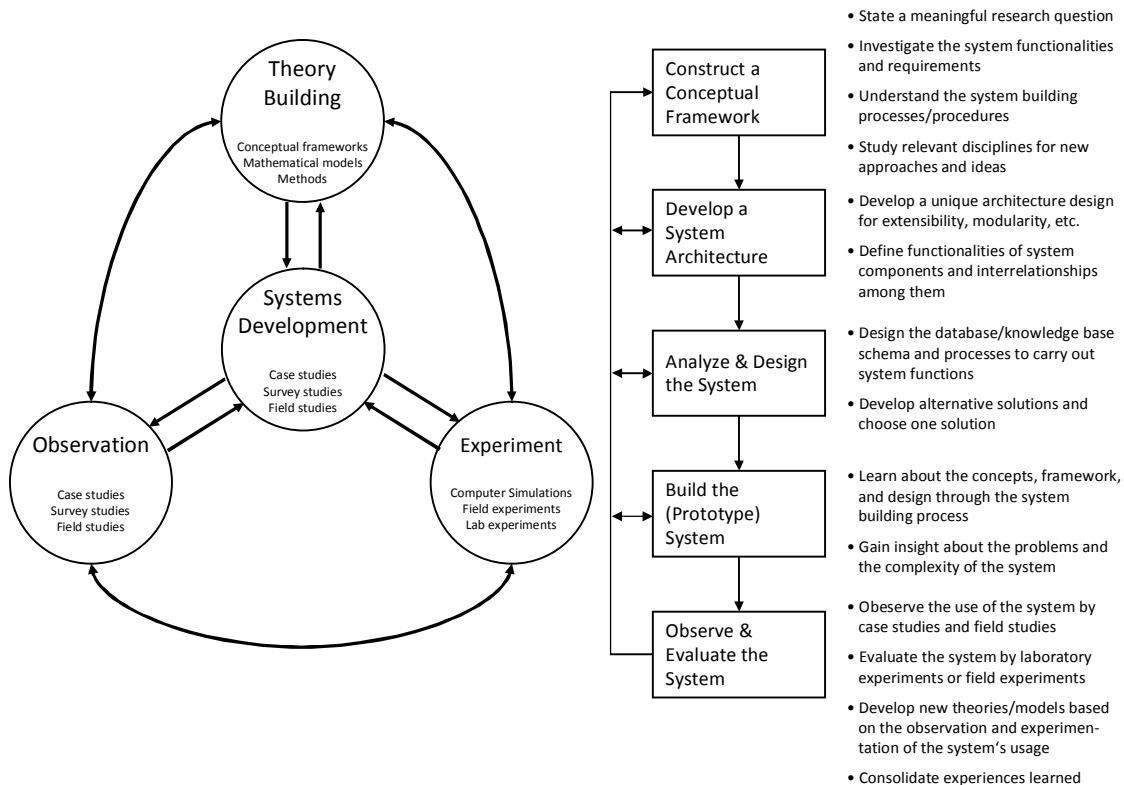 Theory
Building
Conceptual frameworks
Mathematical models
Methods
Systems
Development
Case studies
Survey studies
Field studies
Observation
Case studies
Survey studies
Field studies
Experiment
Computer Simulations
Field experiments
Lab experiments
Construct a
Conceptual
Framework
Develop a
System
Architecture
Analyze & Design
the System
Build the
(Prototype)
System
Observe &
Evaluate the
System
• State a meaningful research question
• Investigate the system functionalities
and requirements
• Understand the system building
processes/procedures
• Study relevant disciplines for new
approaches and ideas
• Develop a unique architecture design
for extensibility, modularity, etc.
• Define functionalities of system
components and interrelationships
among them
• Design the database/knowledge base
schema and processes to carry out
system functions
• Develop alternative solutions and
choose one solution
• Learn about the concepts, framework,
and design through the system
building process
• Gain insight about the problems and
the complexity of the system
• Obeserve the use of the system by
case studies and field studies
• Evaluate the system by laboratory
experiments or field experiments
• Develop new theories/models based
on the observation and experimen-
tation of the system‘s usage
• Consolidate experiences learned